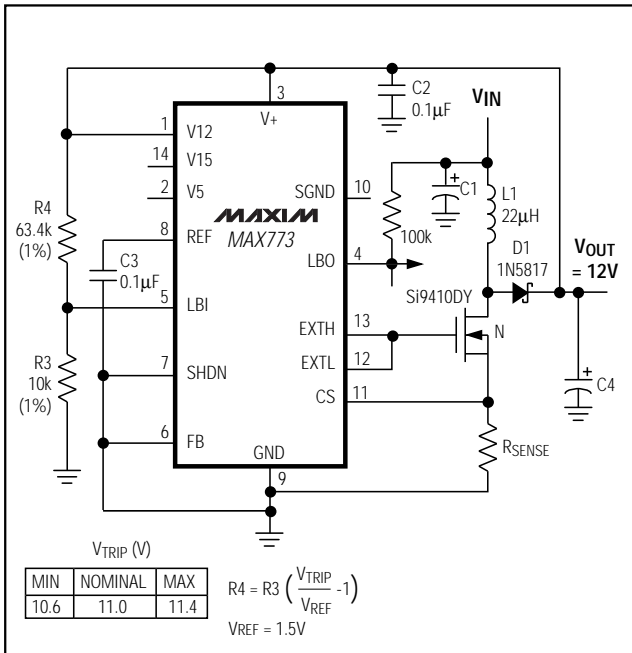 C2
0.1µF
VIN
3
V+
1
V12
14
V15
2
V5
SGND
10
C1
L1
22µH
R4
63.4k
(1%)
MAXIM
MAX773
8
REF
100k
D1
1N5817
VOUT
= 12V
C3
0.1µF
LBO
4
Si9410DY
5
LBI
EXTH
13
N
R3
10k
(1%)
7
SHDN
EXTL
12
CS
11
C4
6
FB
RSENSE
GND
9
VTRIP (V)
MIN NOMINAL MAX
10.6 11.0 11.4
R4 = R3 ( VTRIP / VREF -1)
VREF = 1.5V